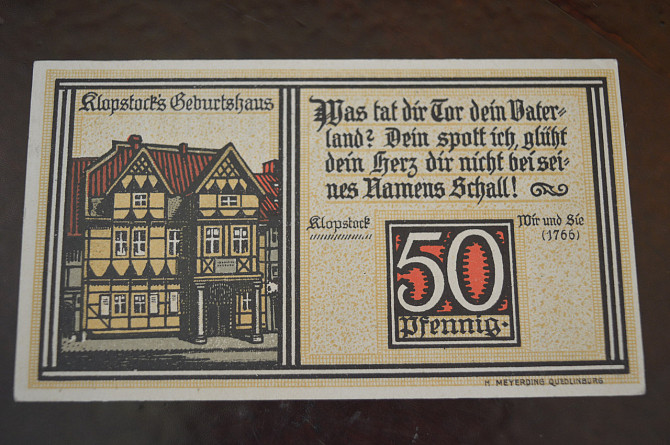 Klopstock's Geburtshaus
Was tat dir Tor dein Vater-
land? Dein spott ich, glüht
dein Herz dir nicht bei sei-
nes Namens Schall!
Klopstock
Wir und Sie
(1766)
50
Pfennig.
H. MEYERDING QUEDLINBURG